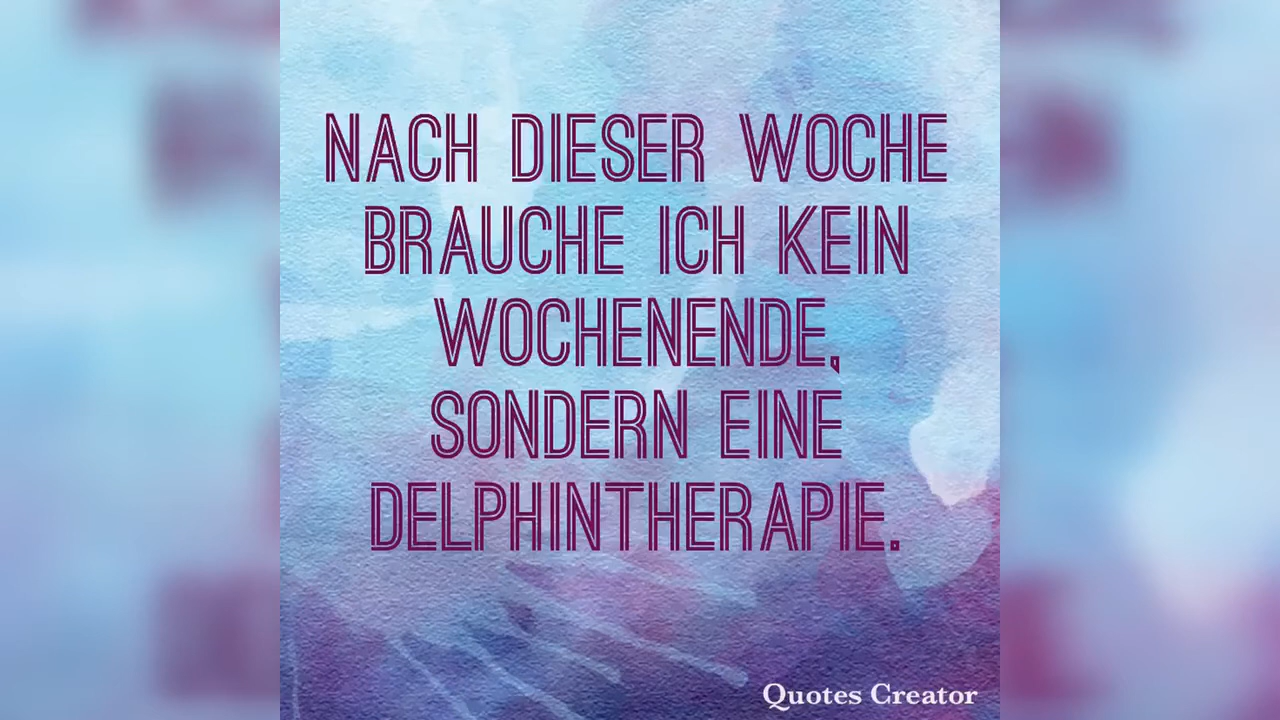 NACH DIESER WOCHE
BRAUCHE ICH KEIN
WOCHENENDE,
SONDERN EINE
DELPHINTHERAPIE.
Quotes Creator